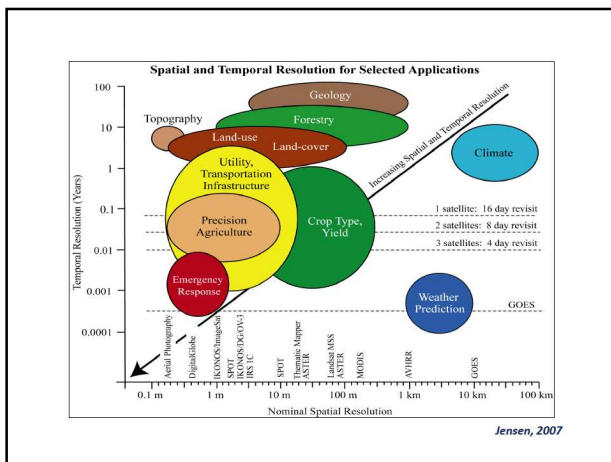 Spatial and Temporal Resolution for Selected Applications
Temporal Resolution (Years)
100
10
1
0.1
0.01
0.001
0.0001
Geology
Topography
Forestry
Land-use
Land-cover
Utility,
Transportation
Infrastructure
Precision
Agriculture
Crop Type,
Yield
Emergency
Response
Increasing Spatial and Temporal Resolution
Climate
1 satellite: 16 day revisit
2 satellites: 8 day revisit
3 satellites: 4 day revisit
Weather
Prediction
GOES
Aerial Photography
DigitalGlobe
IKONOS/ImageSat
SPOT
IKONOS/DG/OV-3
IRS 1C
SPOT
Thematic Mapper
ASTER
Landsat MSS
ASTER
MODIS
AVHRR
GOES
0.1 m
1 m
10 m
100 m
1 km
10 km
100 km
Nominal Spatial Resolution
Jensen, 2007